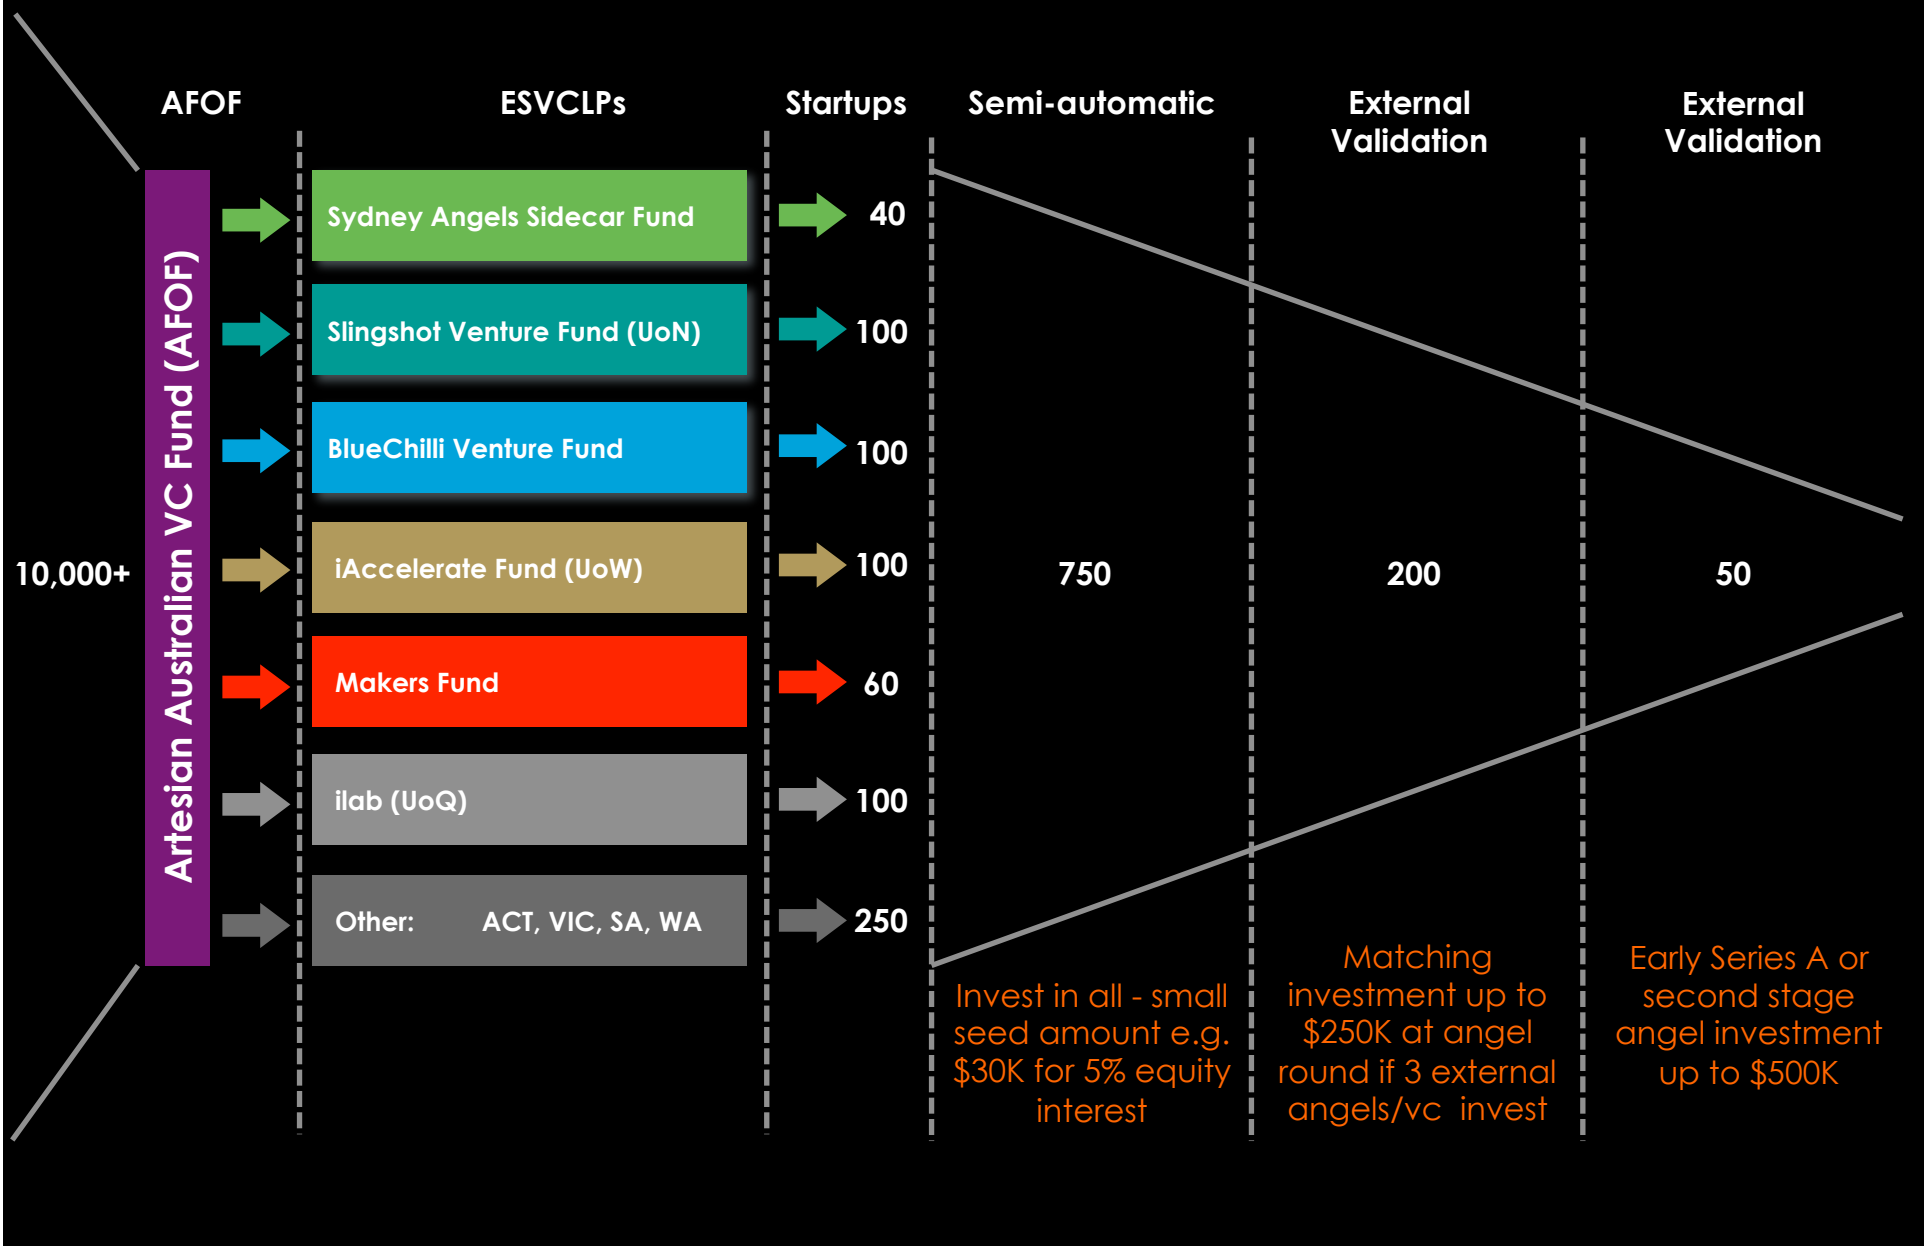 AFOF
ESVCLPs
Startups
Semi-automatic
External
Validation
External
Validation
10,000+
Artesian Australian VC Fund (AFOF)
Sydney Angels Sidecar Fund
40
Slingshot Venture Fund (UoN)
100
BlueChilli Venture Fund
100
iAccelerate Fund (UoW)
100
Makers Fund
60
ilab (UoQ)
100
Other: ACT, VIC, SA, WA
250
750
200
50
Invest in all - small
seed amount e.g.
$30K for 5% equity
interest
Matching
investment up to
$250K at angel
round if 3 external
angels/vc invest
Early Series A or
second stage
angel investment
up to $500K